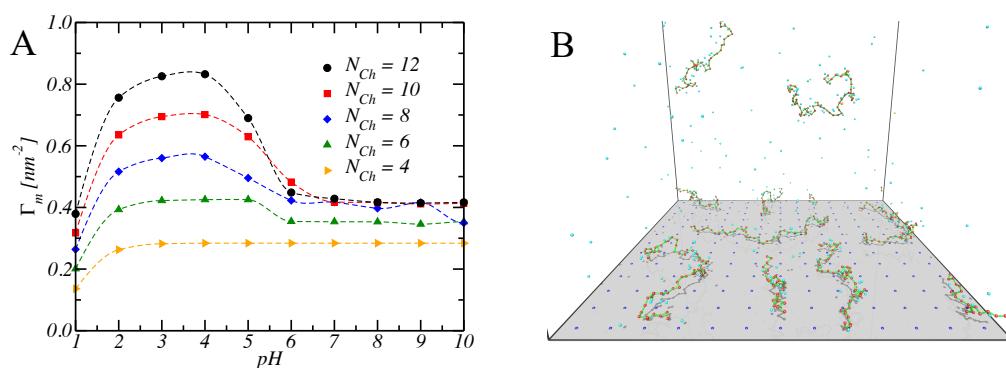 A
1.0
0.8
0.6
0.4
0.2
0.0
Γm [nm-2]
NCh = 12
NCh = 10
NCh = 8
NCh = 6
NCh = 4
1 2 3 4 5 6 7 8 9 10
pH
B